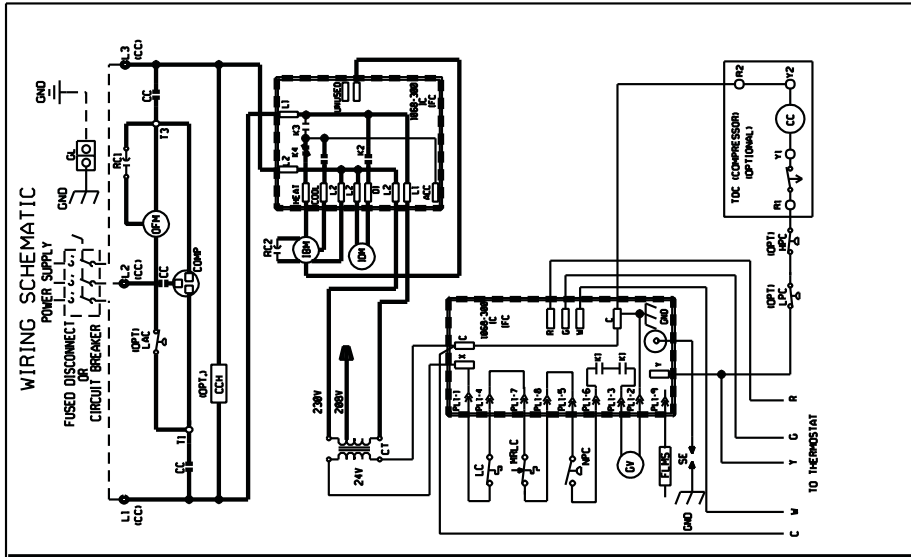 WIRING SCHEMATIC
POWER SUPPLY
FUSED DISCONNECT
OR
CIRCUIT BREAKER
GND
GL
GND
L3
(CC)
L2
(CC)
L1
(CC)
CC
T3
RC1
OFM
CC
COMP
(OPT)
LAC
(OPT.)
CCH
T1
CC
L1
UNUSED
1068-300
IC
IFC
K3
K4
K2
L2
HEAT
COOL
L2
L2
D1
L2
L1
ACC
RC2
IBM
IDM
230V
208V
24V
CT
TOC (COMPRESSOR)
(OPTIONAL)
R2
Y2
CC
Y1
R1
(OPT)
HPC
(OPT)
LPC
1068-300
IC
IFC
C
X
R
G
W
C
GND
K1
K1
Y
PL1-1
PL1-4
PL1-7
PL1-8
PL1-5
PL1-6
PL1-3
PL1-2
PL1-9
LC
MRLC
NPC
GV
FLMS
SE
GND
R
G
Y
W
C
TO THERMOSTAT